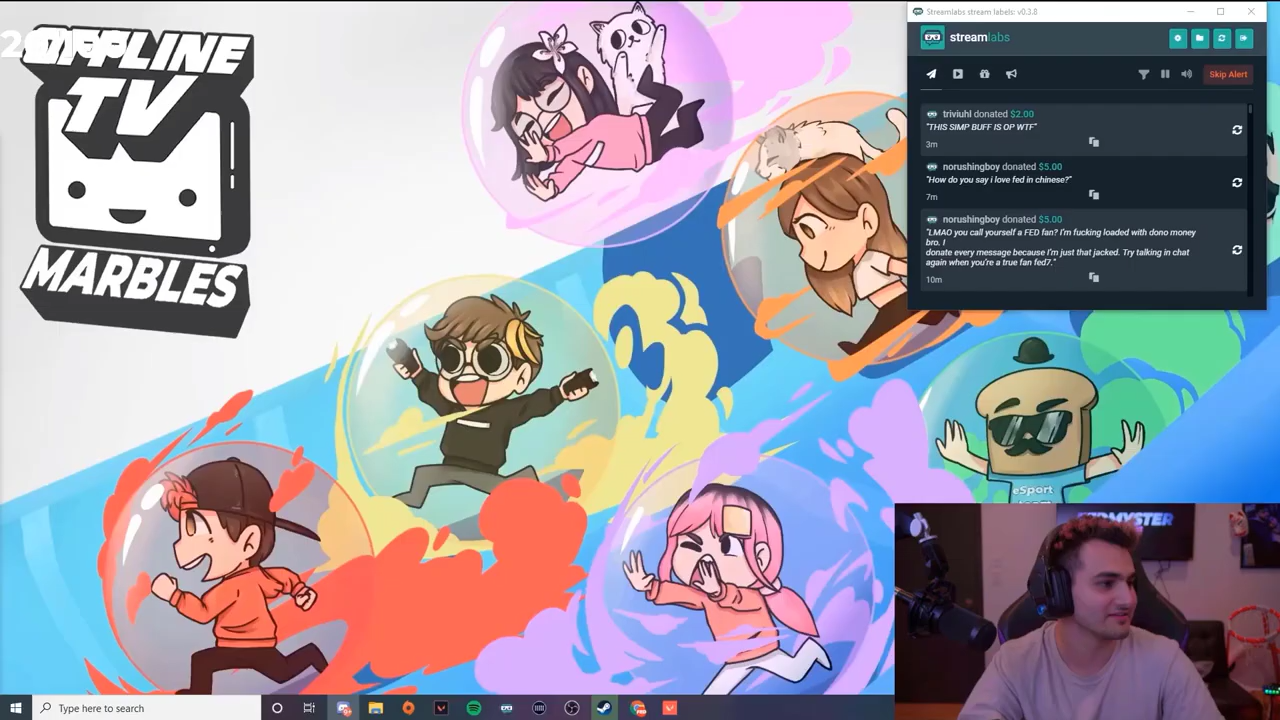 OFFLINE
TV
MARBLES
Streamlabs stream labels: v0.3.8
streamlabs
Skip Alert
triviuhl donated $2.00
"THIS SIMP BUFF IS OP WTF"
3m
norushingboy donated $5.00
"How do you say i love fed in chinese?"
7m
norushingboy donated $5.00
"LMAO you call yourself a FED fan? I'm fucking loaded with dono money
bro. I
donate every message because I'm just that jacked. Try talking in chat
again when you're a true fan fed7."
10m
eSport
Type here to search